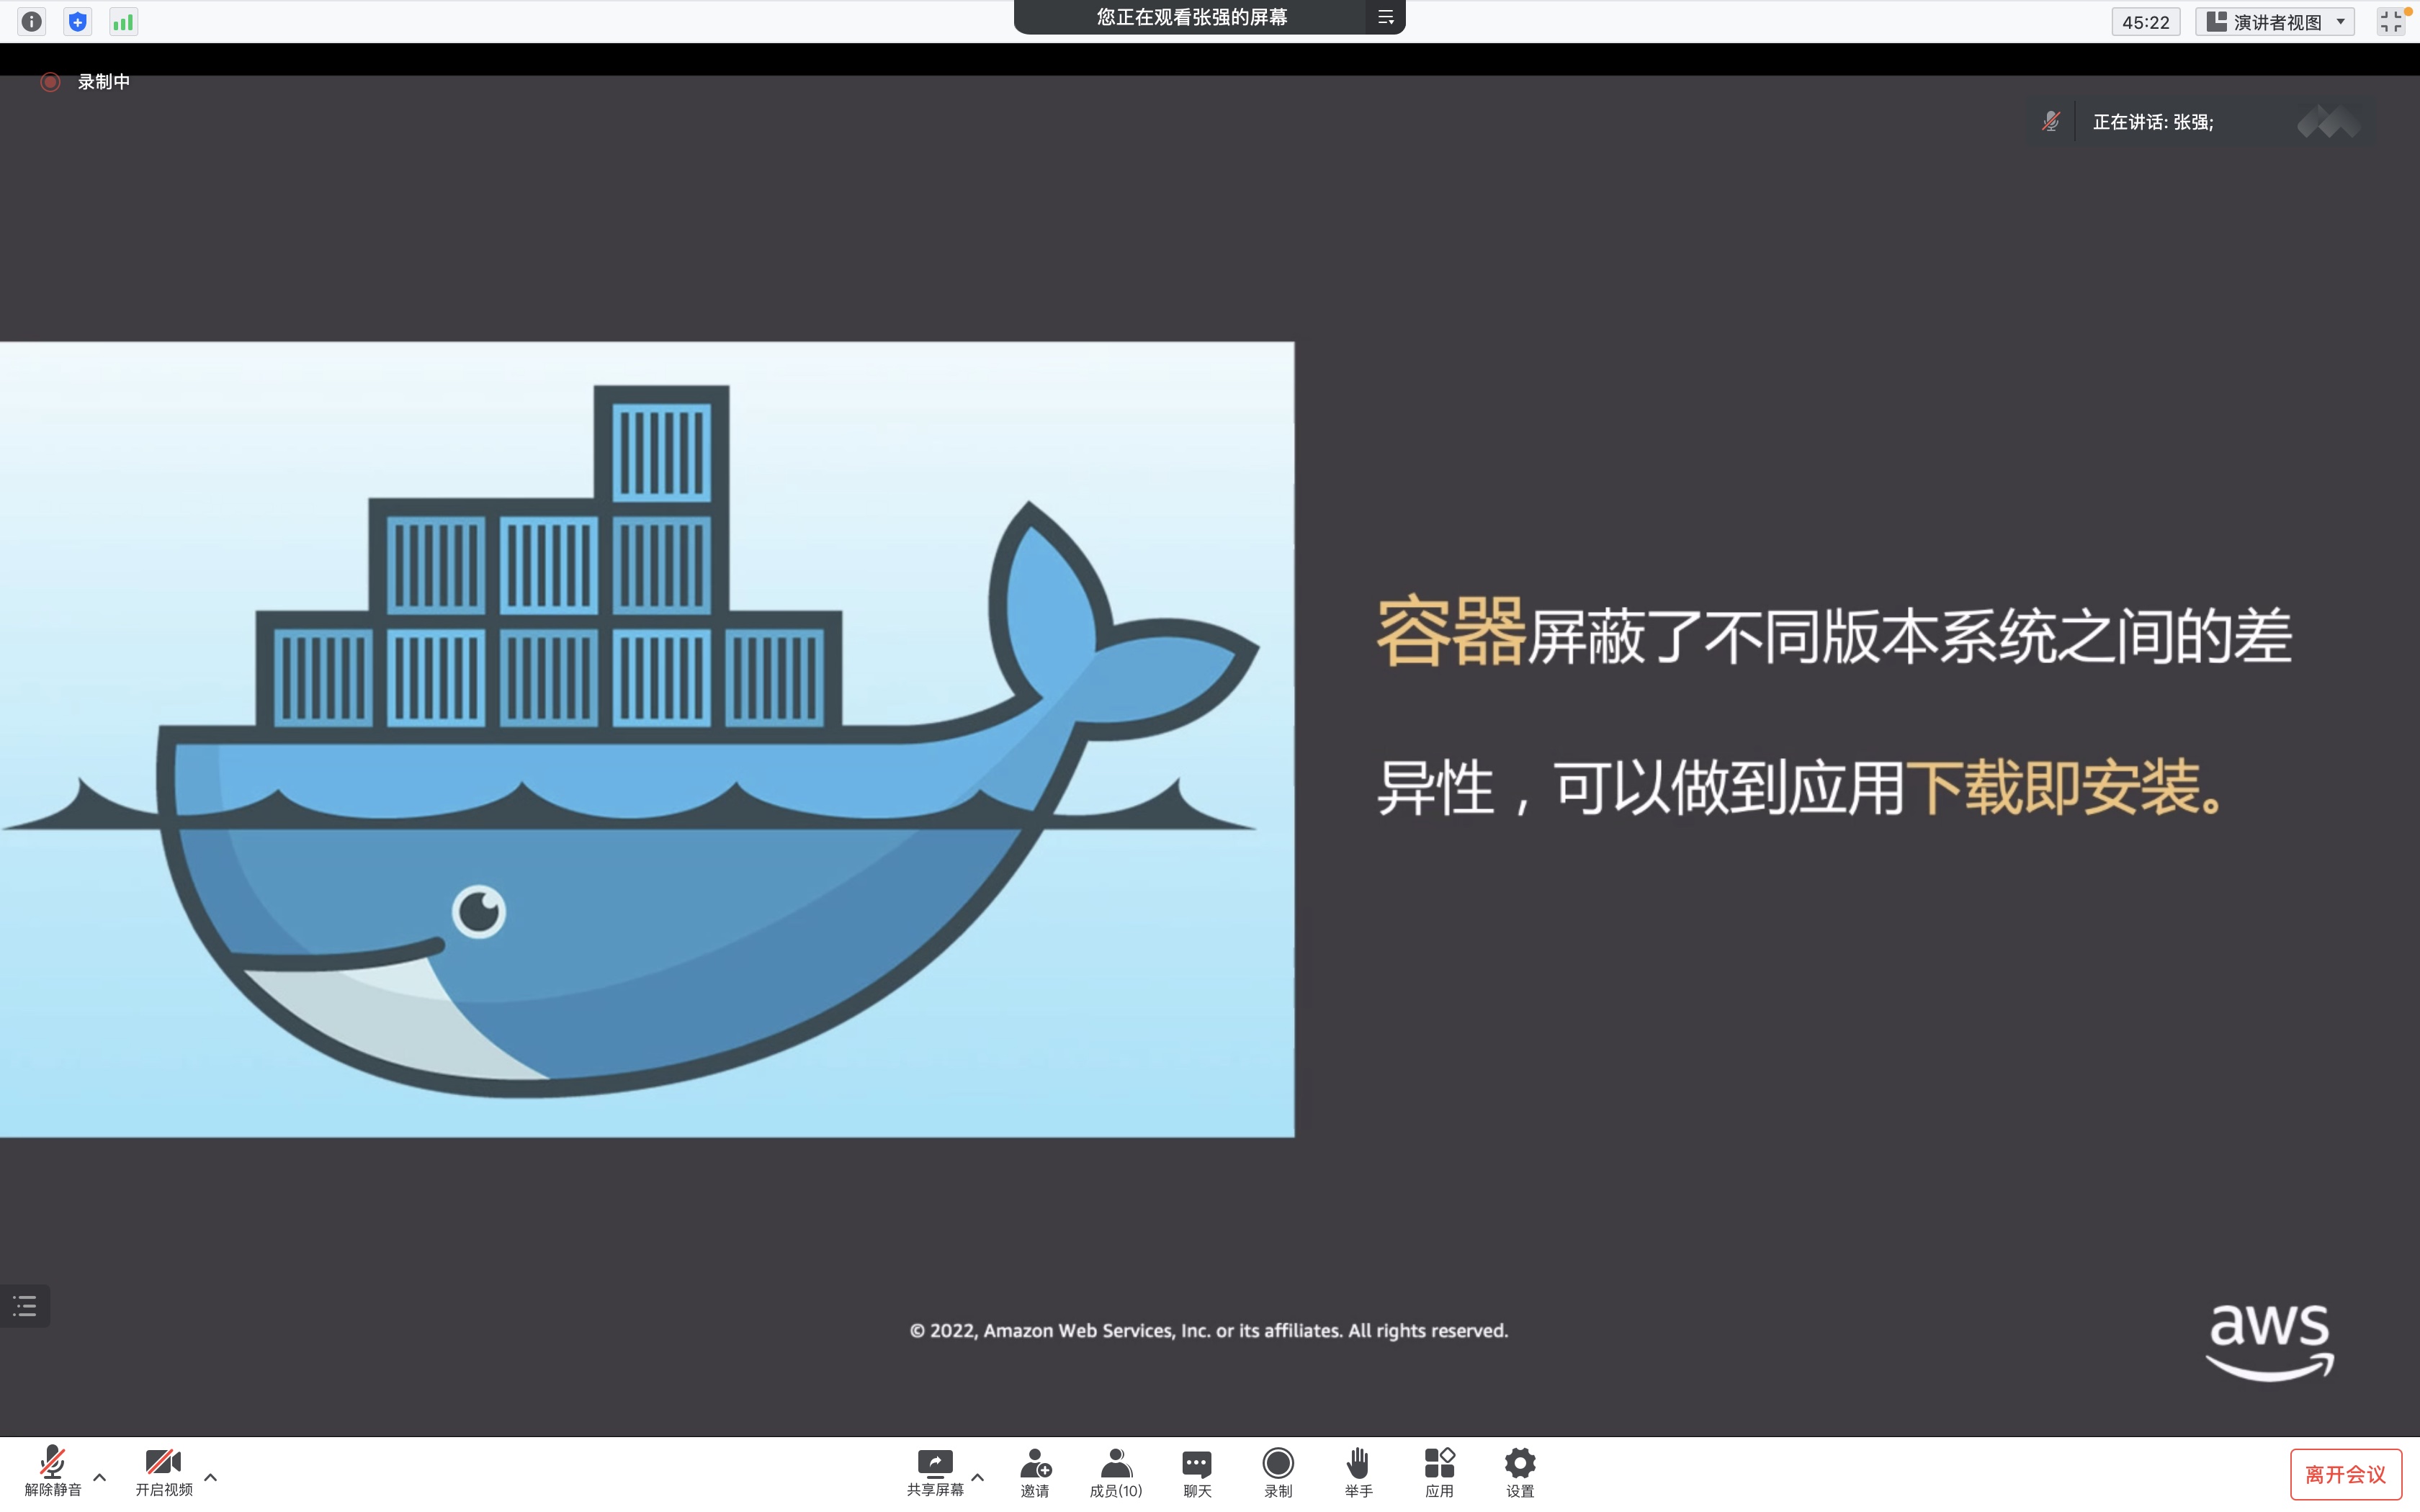 您正在观看张强的屏幕
45:22
演讲者视图
录制中
正在讲话: 张强;
容器屏蔽了不同版本系统之间的差
异性，可以做到应用下载即安装。
© 2022, Amazon Web Services, Inc. or its affiliates. All rights reserved.
aws
解除静音
开启视频
共享屏幕
邀请
成员(10)
聊天
录制
举手
应用
设置
离开会议